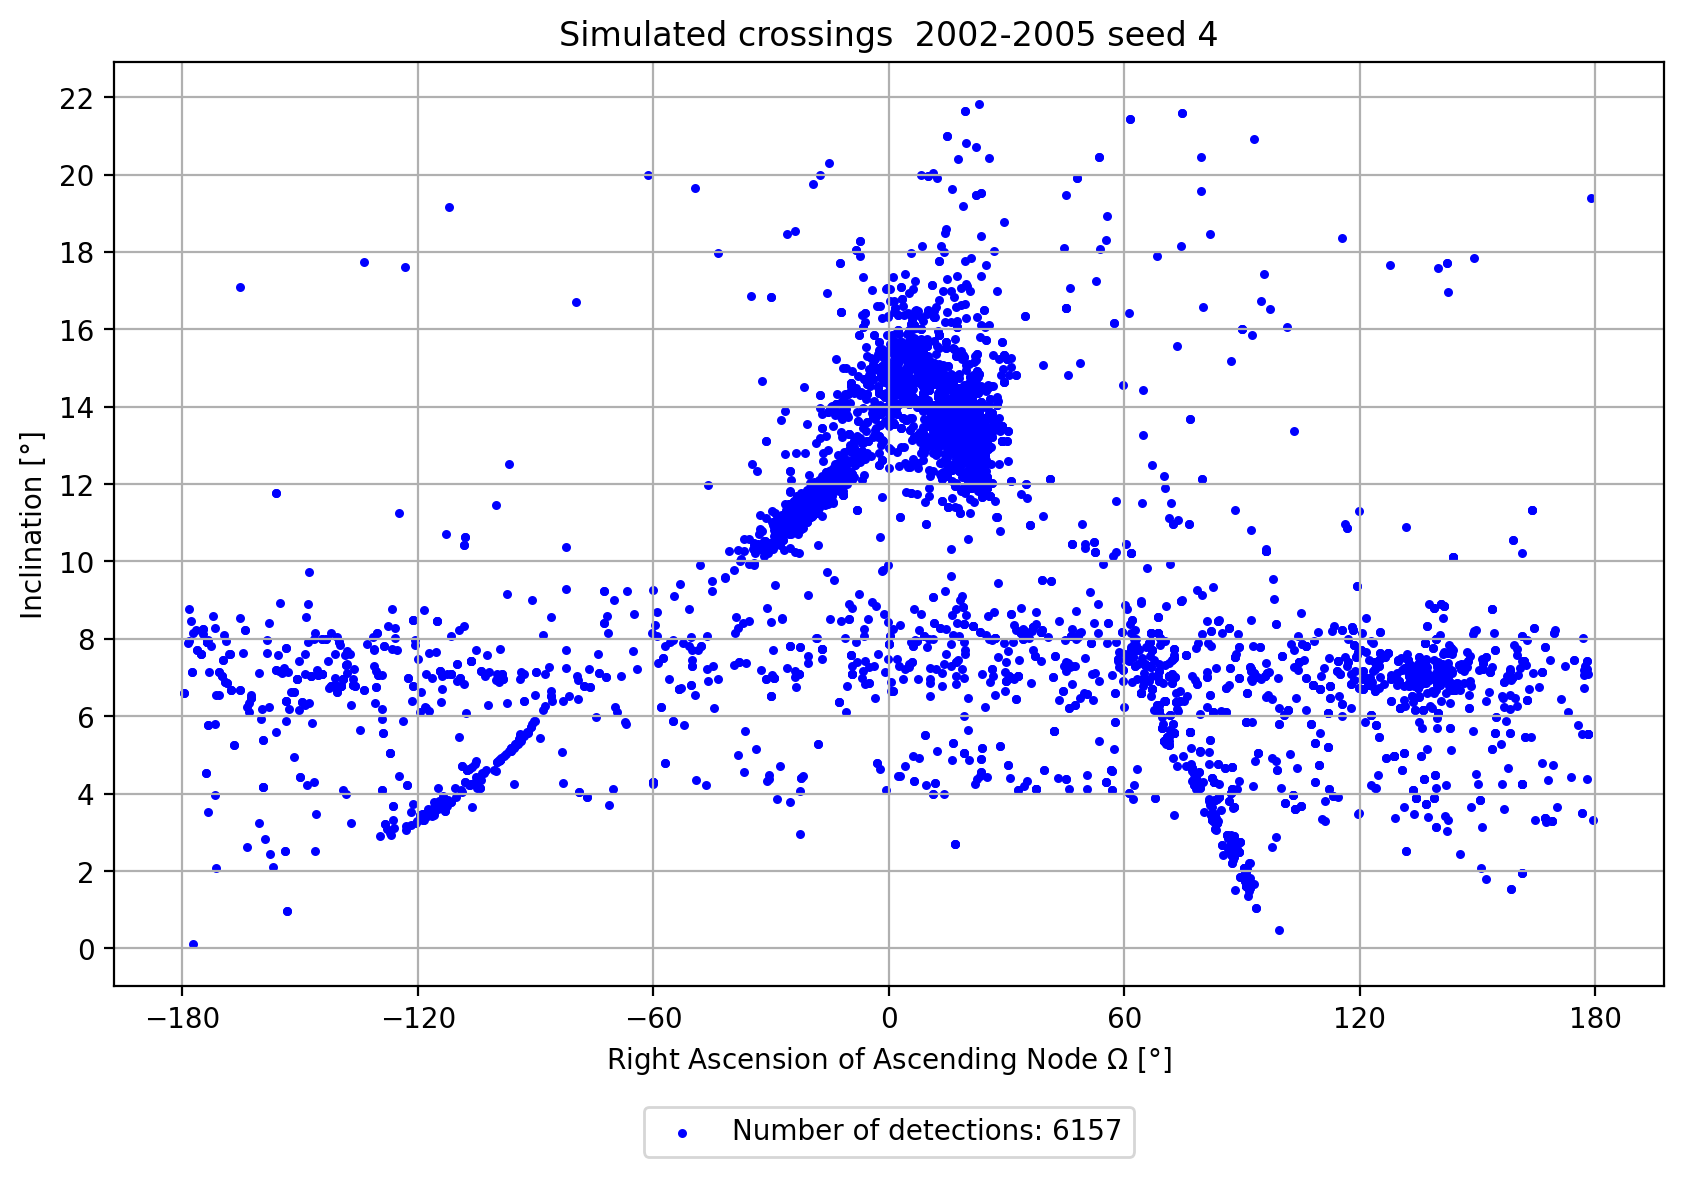 Simulated crossings  2002-2005 seed 4
Inclination [°]
22
20
18
16
14
12
10
8
6
4
2
0
−180 −120 −60 0 60 120 180
Right Ascension of Ascending Node Ω [°]
Number of detections: 6157